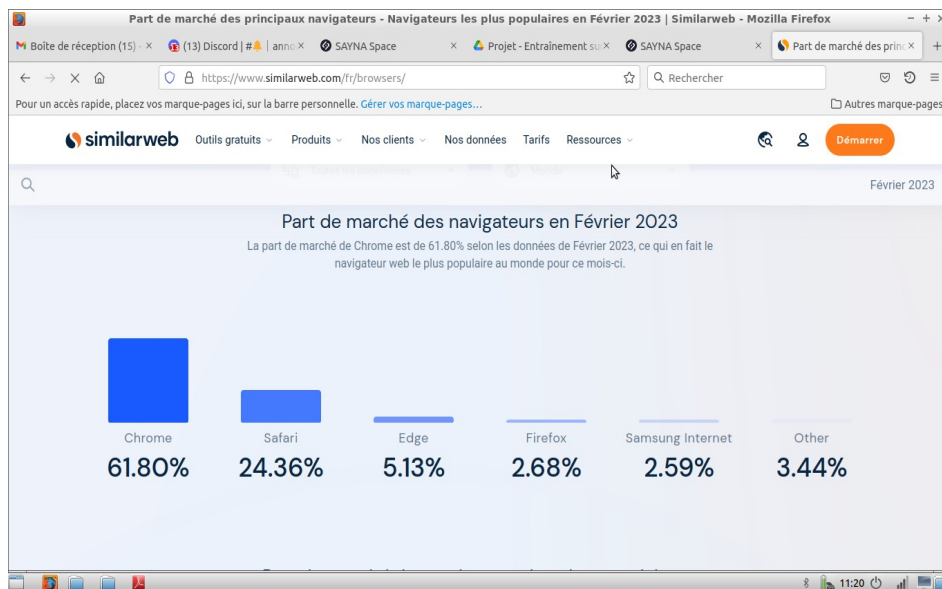 Part de marché des principaux navigateurs - Navigateurs les plus populaires en Février 2023 | Similarweb - Mozilla Firefox
Boîte de réception (15) - (13) Discord | # | anno SAYNA Space Projet - Entraînement su SAYNA Space Part de marché des princ
https://www.similarweb.com/fr/browsers/ Rechercher
Pour un accès rapide, placez vos marque-pages ici, sur la barre personnelle. Gérer vos marque-pages… Autres marque-pages
similarweb Outils gratuits Produits Nos clients Nos données Tarifs Ressources Démarrer
Février 2023
Part de marché des navigateurs en Février 2023
La part de marché de Chrome est de 61.80% selon les données de Février 2023, ce qui en fait le
navigateur web le plus populaire au monde pour ce mois-ci.
Chrome Safari Edge Firefox Samsung Internet Other
61.80% 24.36% 5.13% 2.68% 2.59% 3.44%
11:20